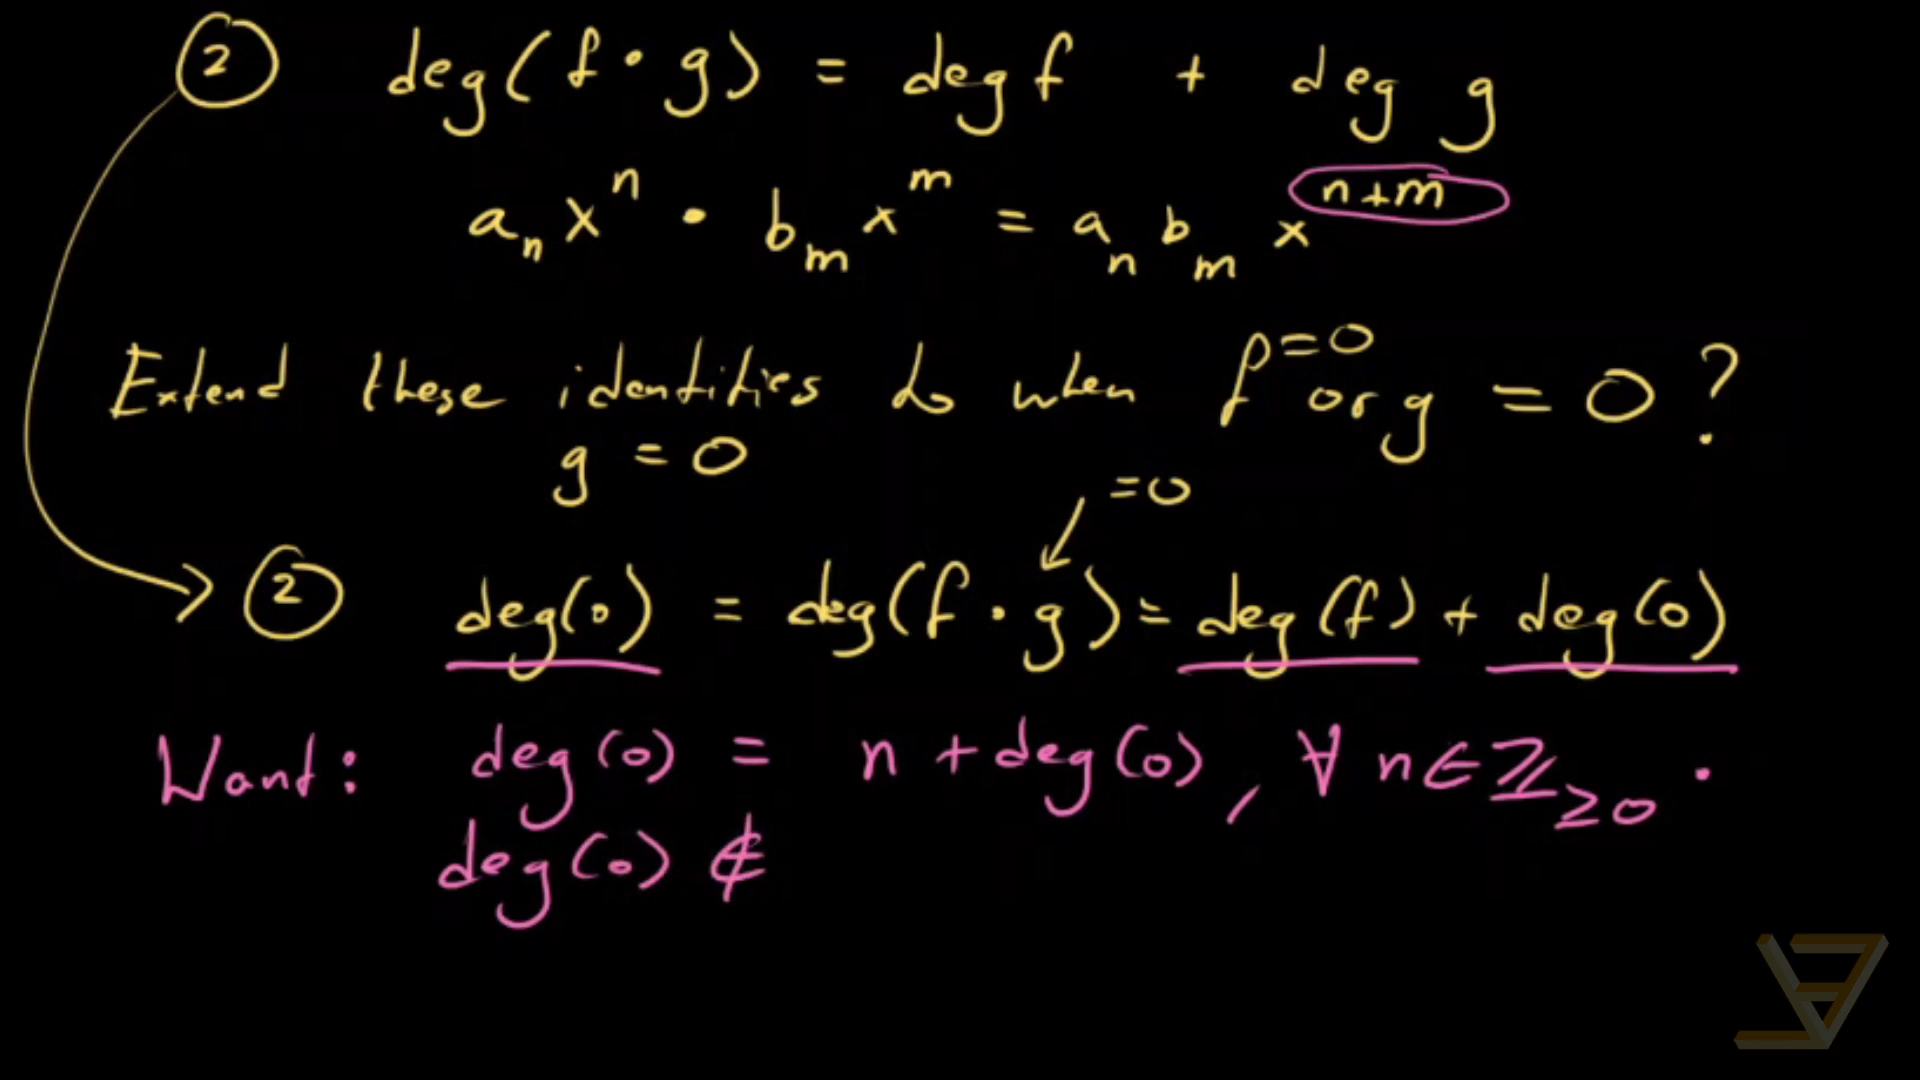 ② deg(f · g) = deg f + deg g
aₙxⁿ · bₘxᵐ = aₙbₘxⁿ⁺ᵐ
Extend these identities to when f=0 or g = 0 ?
g = 0
=0
② deg(0) = deg(f · g) = deg(f) + deg(0)
Want: deg(0) = n + deg(0), ∀ n∈ℤ≥0 .
deg(0) ∉